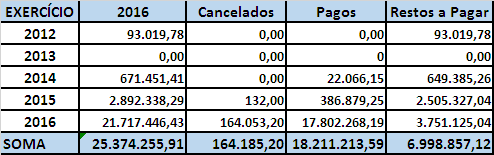 EXERCÍCIO 2016 Cancelados Pagos Restos a Pagar
2012 93.019,78 0,00 0,00 93.019,78
2013 0,00 0,00 0 0,00
2014 671.451,41 0,00 22.066,15 649.385,26
2015 2.892.338,29 132,00 386.879,25 2.505.327,04
2016 21.717.446,43 164.053,20 17.802.268,19 3.751.125,04
SOMA 25.374.255,91 164.185,20 18.211.213,59 6.998.857,12